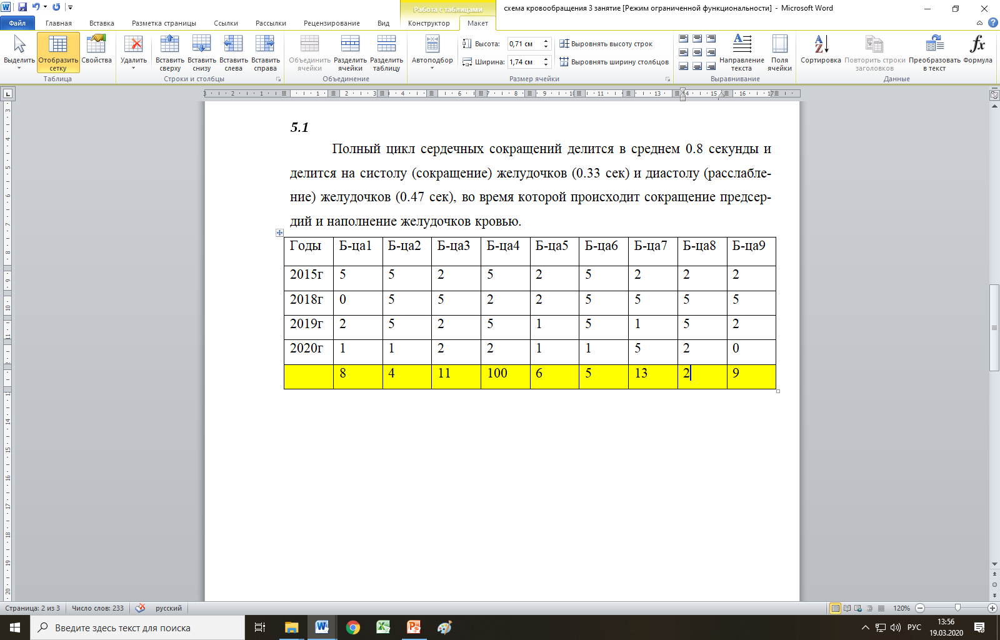 Работа с таблицами
схема кровообращения 3 занятие [Режим ограниченной функциональности] - Microsoft Word
Файл Главная Вставка Разметка страницы Ссылки Рассылки Рецензирование Вид Конструктор Макет
Выделить Отобразить сетку Свойства Удалить Вставить сверху Вставить снизу Вставить слева Вставить справа Объединить ячейки Разделить ячейки Разделить таблицу Автоподбор
Высота: 0,71 см Выровнять высоту строк
Ширина: 1,74 см Выровнять ширину столбцов
Направление текста Поля ячейки Сортировка Повторить строки заголовков Преобразовать в текст Формула
Таблица Строки и столбцы Объединение Размер ячейки Выравнивание Данные
5.1
Полный цикл сердечных сокращений делится в среднем 0.8 секунды и
делится на систолу (сокращение) желудочков (0.33 сек) и диастолу (расслабле-
ние) желудочков (0.47 сек), во время которой происходит сокращение предсер-
дий и наполнение желудочков кровью.
Годы Б-ца1 Б-ца2 Б-ца3 Б-ца4 Б-ца5 Б-ца6 Б-ца7 Б-ца8 Б-ца9
2015г 5 5 2 5 2 5 2 2 2
2018г 0 5 5 2 2 5 5 5 5
2019г 2 5 2 5 1 5 1 5 2
2020г 1 1 2 2 1 1 5 2 0
8 4 11 100 6 5 13 2 9
Страница: 2 из 3 Число слов: 233 русский 120%
Введите здесь текст для поиска
РУС 13:56
19.03.2020